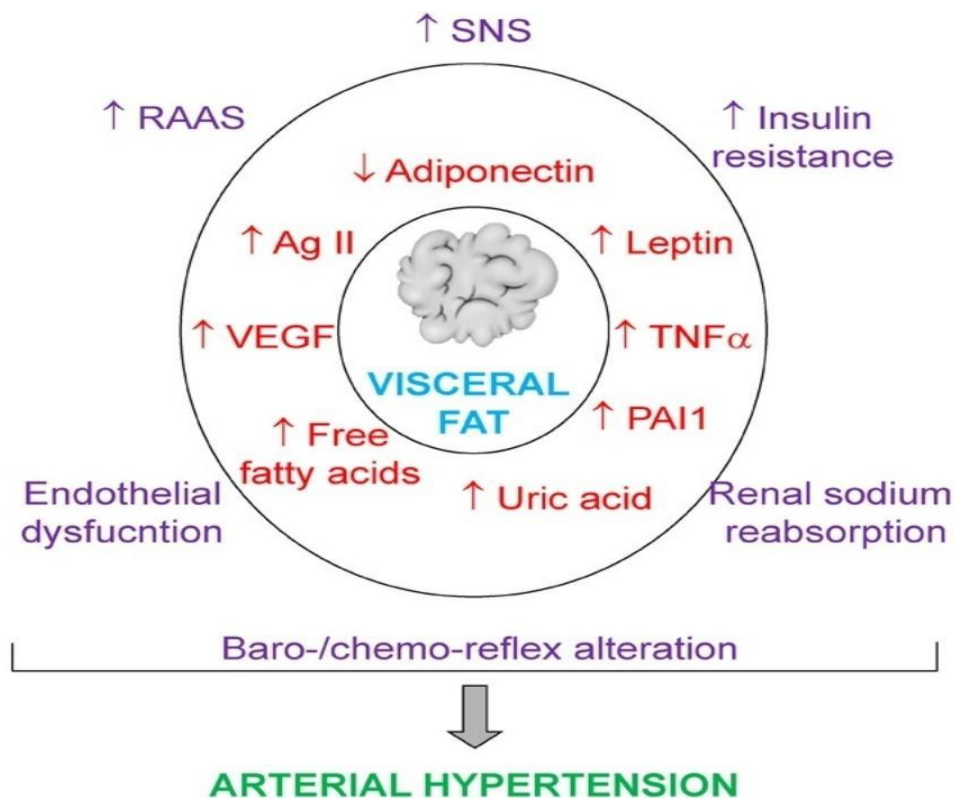 ↑ SNS
↑ RAAS
↑ Insulin
resistance
↓ Adiponectin
↑ Ag II
↑ Leptin
↑ VEGF
↑ TNFα
VISCERAL
FAT
↑ PAI1
↑ Free
fatty acids
↑ Uric acid
Endothelial
dysfucntion
Renal sodium
reabsorption
Baro-/chemo-reflex alteration
ARTERIAL HYPERTENSION